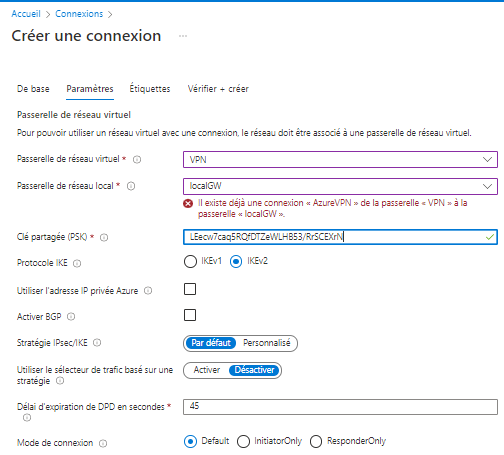 Accueil > Connexions >
Créer une connexion ...
De base Paramètres Étiquettes Vérifier + créer
Passerelle de réseau virtuel
Pour pouvoir utiliser un réseau virtuel avec une connexion, le réseau doit être associé à une passerelle de réseau virtuel.
Passerelle de réseau virtuel * VPN
Passerelle de réseau local * localGW
Il existe déjà une connexion « AzureVPN » de la passerelle « VPN » à la
passerelle « localGW ».
Clé partagée (PSK) * LEecw7caq5RQfDTZeWLHB53/RrSCEXrN
Protocole IKE IKEv1 IKEv2
Utiliser l'adresse IP privée Azure
Activer BGP
Stratégie IPsec/IKE Par défaut Personnalisé
Utiliser le sélecteur de trafic basé sur une
stratégie Activer Désactiver
Délai d'expiration de DPD en secondes * 45
Mode de connexion Default InitiatorOnly ResponderOnly